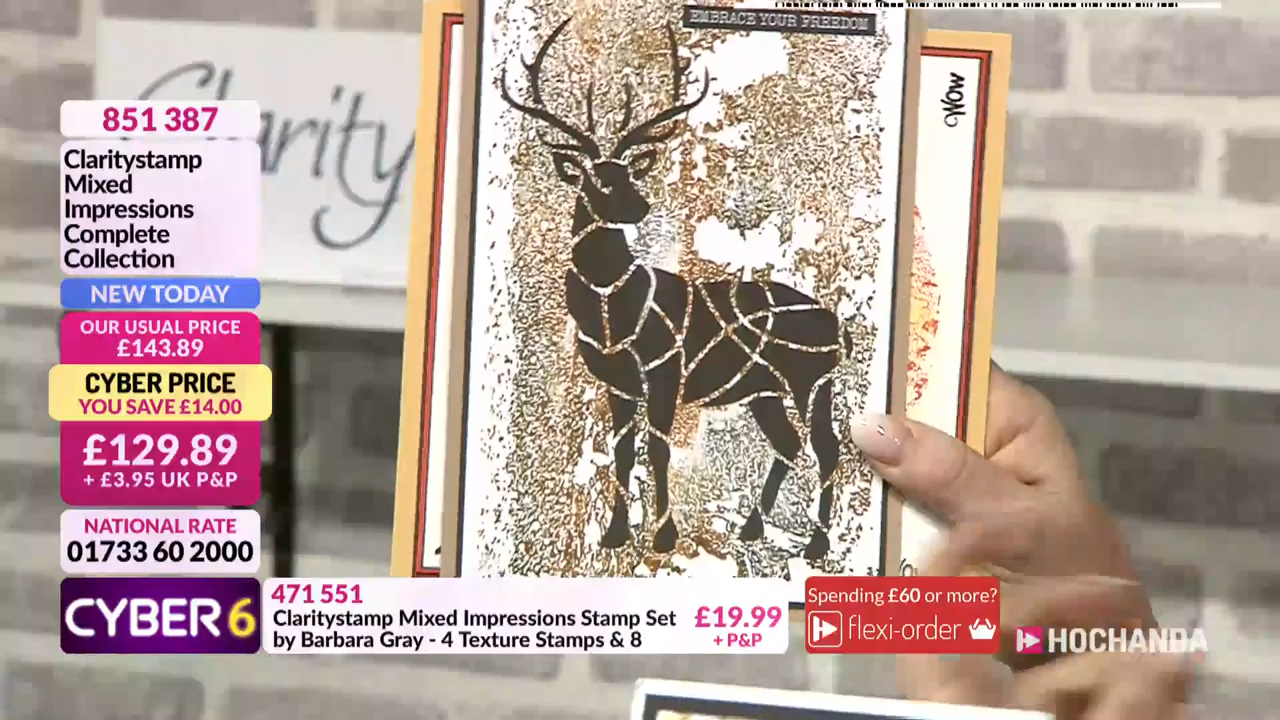 EMBRACE YOUR FREEDOM
Wow
Clarity
851 387
Claritystamp
Mixed
Impressions
Complete
Collection
NEW TODAY
OUR USUAL PRICE
£143.89
CYBER PRICE
YOU SAVE £14.00
£129.89
+ £3.95 UK P&P
NATIONAL RATE
01733 60 2000
CYBER 6
471 551
Claritystamp Mixed Impressions Stamp Set
by Barbara Gray - 4 Texture Stamps & 8
£19.99
+ P&P
Spending £60 or more?
flexi-order
HOCHANDA